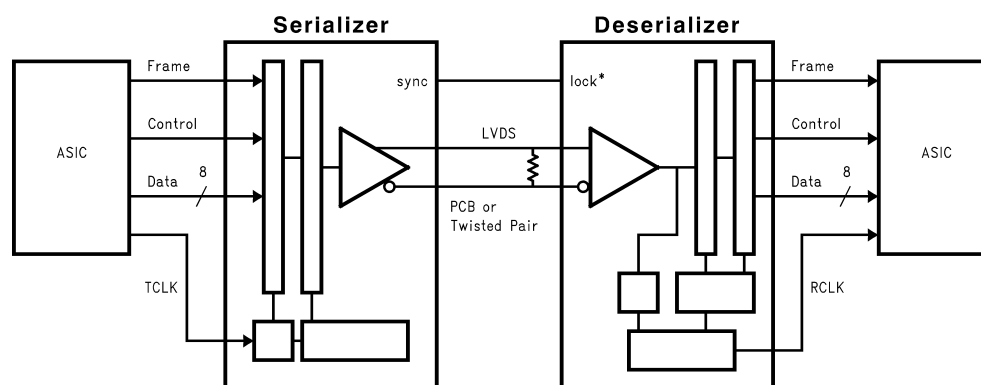 Serializer
Deserializer
Frame
sync
lock*
Frame
Control
LVDS
Control
ASIC
ASIC
Data
8
Data
8
PCB or
Twisted Pair
TCLK
RCLK